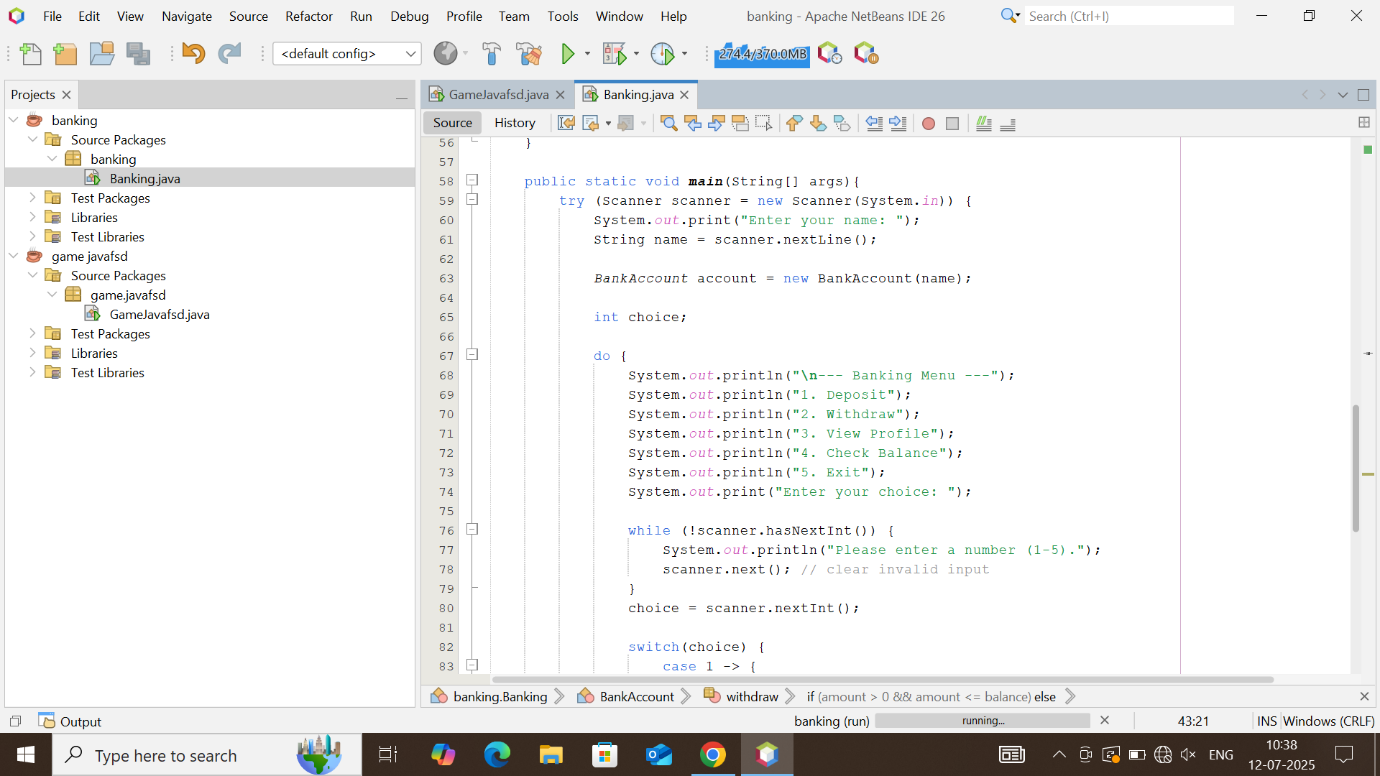 File Edit View Navigate Source Refactor Run Debug Profile Team Tools Window Help banking - Apache NetBeans IDE 26 Search (Ctrl+I)
<default config> 274.4/370.0MB
Projects GameJavafsd.java Banking.java
Source History
banking
Source Packages
banking
Banking.java
Test Packages
Libraries
Test Libraries
game javafsd
Source Packages
game.javafsd
GameJavafsd.java
Test Packages
Libraries
Test Libraries
56 }
57
58 public static void main(String[] args){
59 try (Scanner scanner = new Scanner(System.in)) {
60 System.out.print("Enter your name: ");
61 String name = scanner.nextLine();
62
63 BankAccount account = new BankAccount(name);
64
65 int choice;
66
67 do {
68 System.out.println("\n--- Banking Menu ---");
69 System.out.println("1. Deposit");
70 System.out.println("2. Withdraw");
71 System.out.println("3. View Profile");
72 System.out.println("4. Check Balance");
73 System.out.println("5. Exit");
74 System.out.print("Enter your choice: ");
75
76 while (!scanner.hasNextInt()) {
77 System.out.println("Please enter a number (1-5).");
78 scanner.next(); // clear invalid input
79 }
80 choice = scanner.nextInt();
81
82 switch(choice) {
83 case 1 -> {
banking.Banking BankAccount withdraw if (amount > 0 && amount <= balance) else
Output banking (run) running... 43:21 INS Windows (CRLF)
Type here to search ENG 10:38
12-07-2025